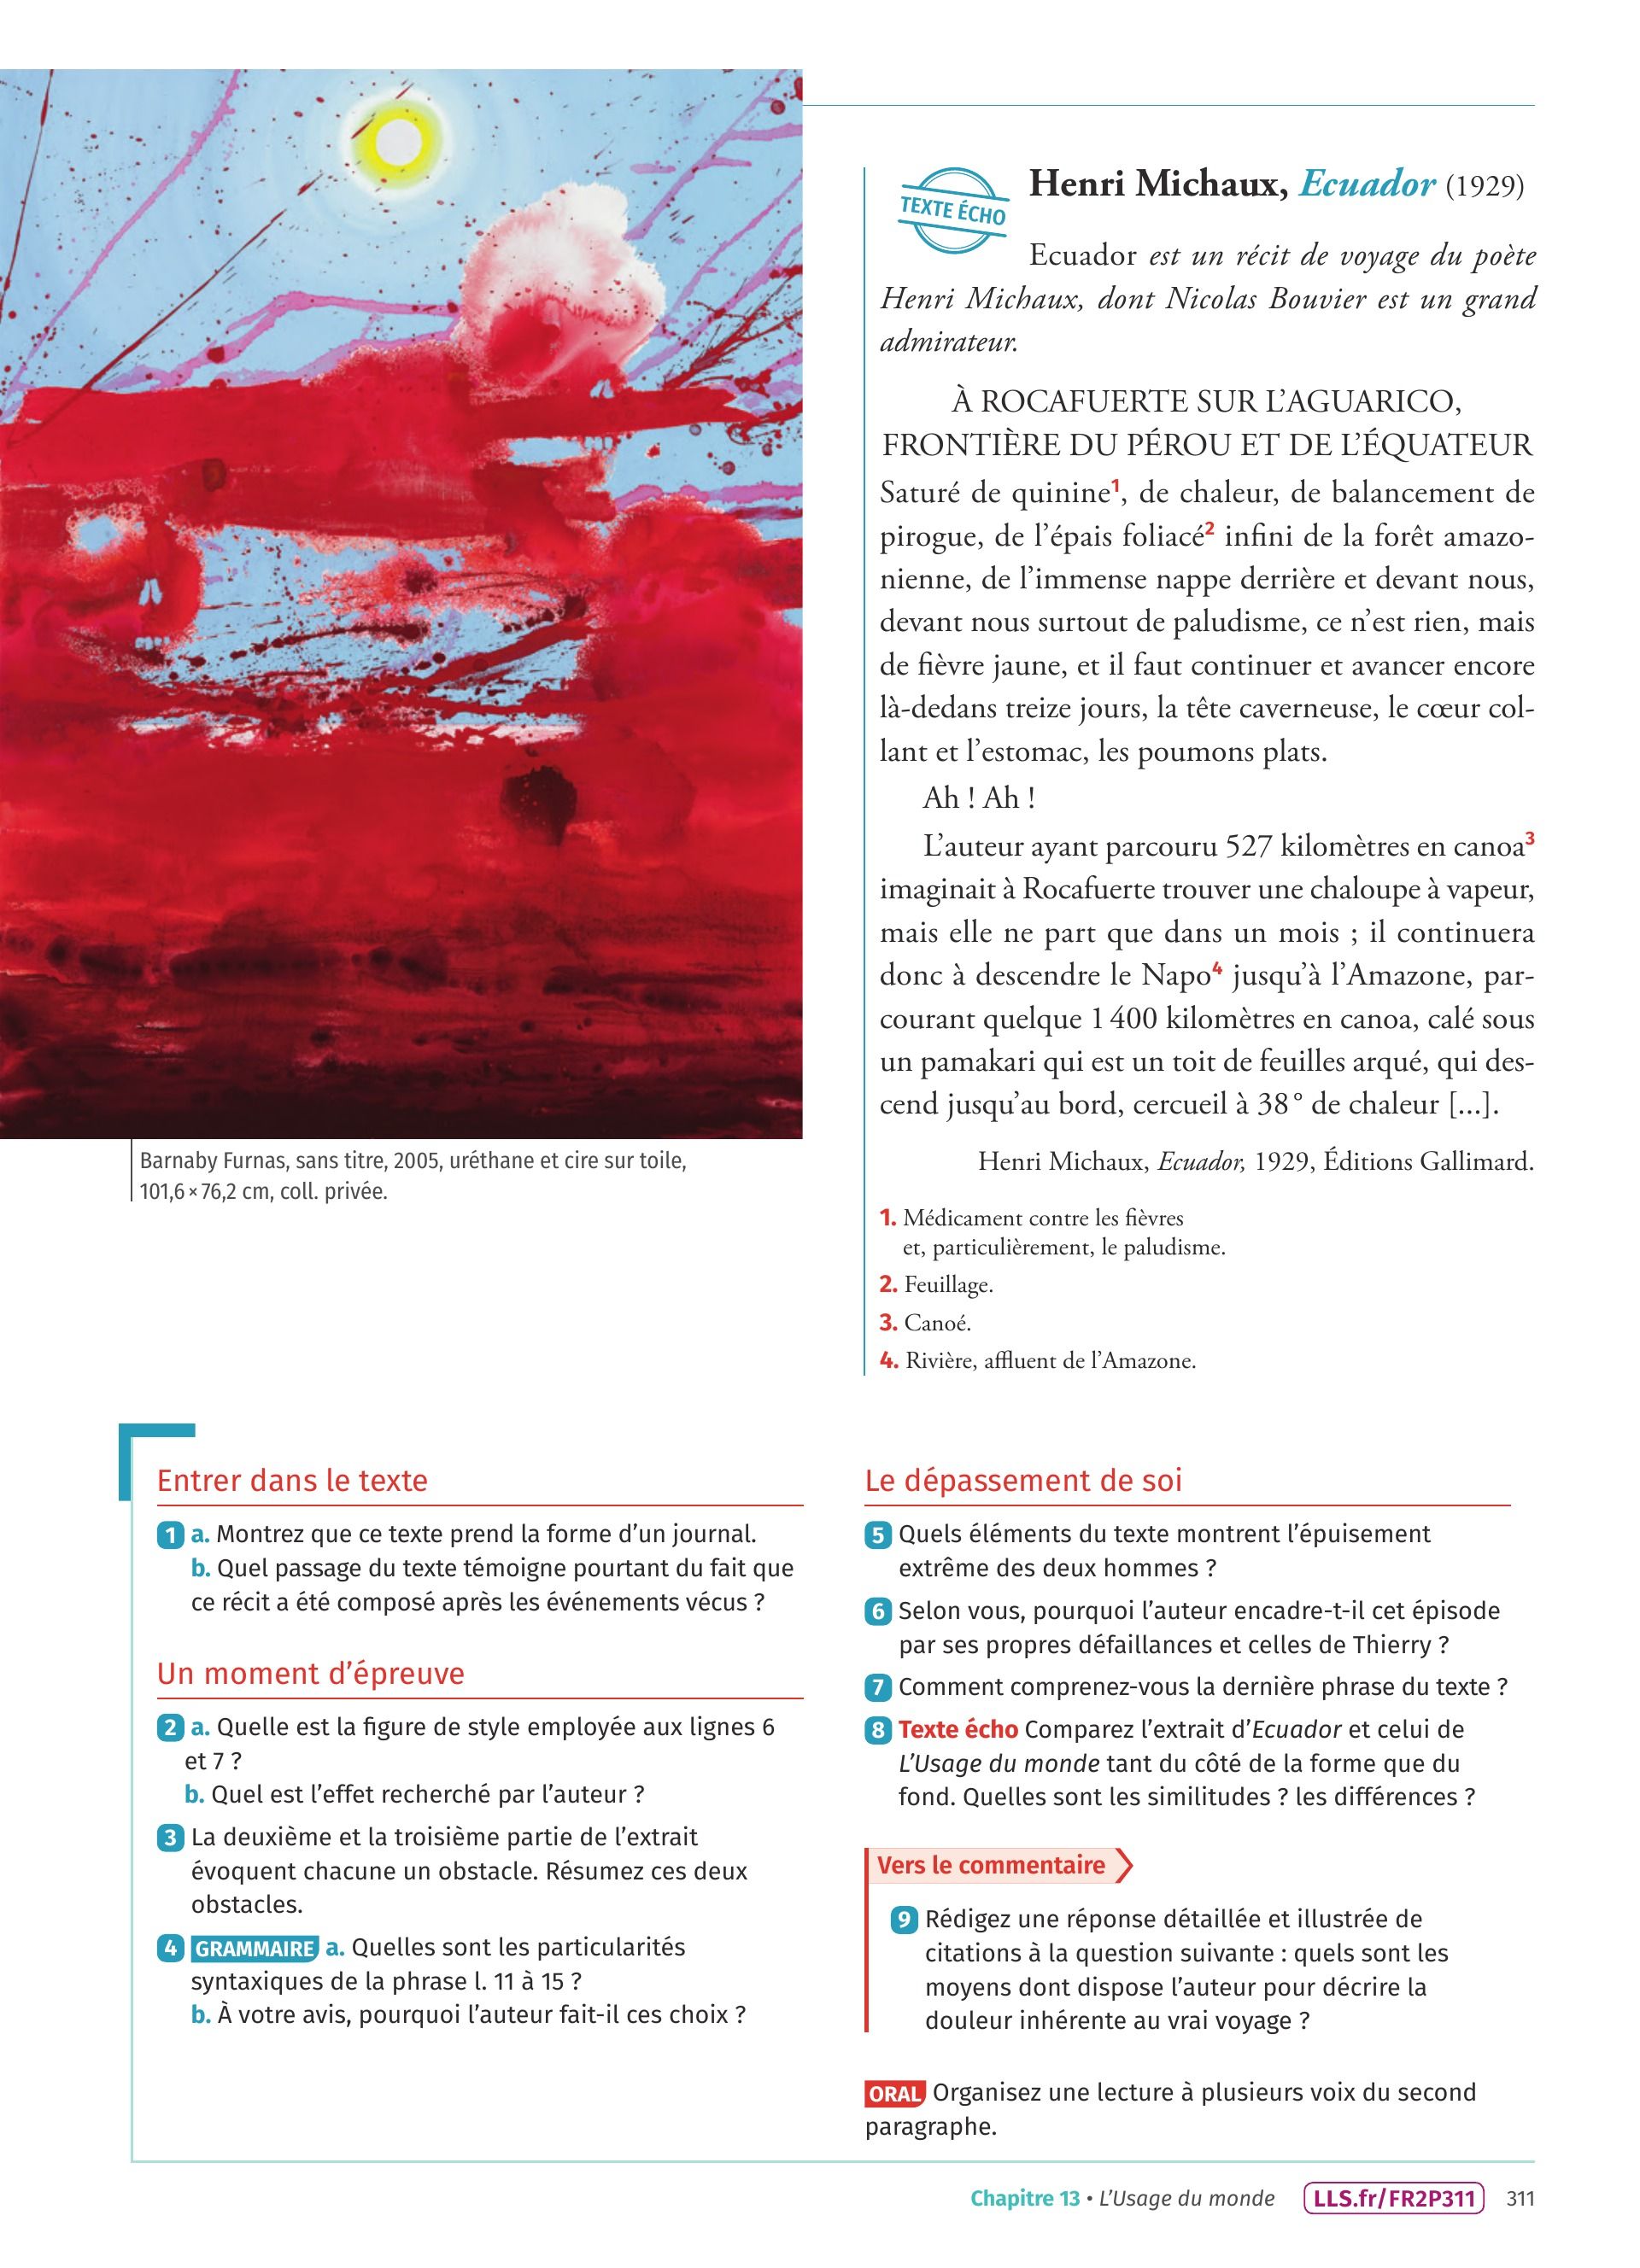 Barnaby Furnas, sans titre, 2005, uréthane et cire sur toile,
101,6 × 76,2 cm, coll. privée.
TEXTE ÉCHO
Henri Michaux, Ecuador (1929)
Ecuador est un récit de voyage du poète
Henri Michaux, dont Nicolas Bouvier est un grand
admirateur.
À ROCAFUERTE SUR L’AGUARICO,
FRONTIÈRE DU PÉROU ET DE L’ÉQUATEUR
Saturé de quinine1, de chaleur, de balancement de
pirogue, de l’épais foliacé2 infini de la forêt amazo-
nienne, de l’immense nappe derrière et devant nous,
devant nous surtout de paludisme, ce n’est rien, mais
de fièvre jaune, et il faut continuer et avancer encore
là-dedans treize jours, la tête caverneuse, le cœur col-
lant et l’estomac, les poumons plats.
Ah ! Ah !
L’auteur ayant parcouru 527 kilomètres en canoa3
imaginait à Rocafuerte trouver une chaloupe à vapeur,
mais elle ne part que dans un mois ; il continuera
donc à descendre le Napo4 jusqu’à l’Amazone, par-
courant quelque 1 400 kilomètres en canoa, calé sous
un pamakari qui est un toit de feuilles arqué, qui des-
cend jusqu’au bord, cercueil à 38° de chaleur [...].
Henri Michaux, Ecuador, 1929, Éditions Gallimard.
1. Médicament contre les fièvres
et, particulièrement, le paludisme.
2. Feuillage.
3. Canoé.
4. Rivière, affluent de l’Amazone.
Entrer dans le texte
1 a. Montrez que ce texte prend la forme d’un journal.
b. Quel passage du texte témoigne pourtant du fait que
ce récit a été composé après les événements vécus ?
Un moment d’épreuve
2 a. Quelle est la figure de style employée aux lignes 6
et 7 ?
b. Quel est l’effet recherché par l’auteur ?
3 La deuxième et la troisième partie de l’extrait
évoquent chacune un obstacle. Résumez ces deux
obstacles.
4 GRAMMAIRE a. Quelles sont les particularités
syntaxiques de la phrase l. 11 à 15 ?
b. À votre avis, pourquoi l’auteur fait-il ces choix ?
Le dépassement de soi
5 Quels éléments du texte montrent l’épuisement
extrême des deux hommes ?
6 Selon vous, pourquoi l’auteur encadre-t-il cet épisode
par ses propres défaillances et celles de Thierry ?
7 Comment comprenez-vous la dernière phrase du texte ?
8 Texte écho Comparez l’extrait d’Ecuador et celui de
L’Usage du monde tant du côté de la forme que du
fond. Quelles sont les similitudes ? les différences ?
Vers le commentaire
9 Rédigez une réponse détaillée et illustrée de
citations à la question suivante : quels sont les
moyens dont dispose l’auteur pour décrire la
douleur inhérente au vrai voyage ?
ORAL Organisez une lecture à plusieurs voix du second
paragraphe.
Chapitre 13 • L’Usage du monde LLS.fr/FR2P311 311